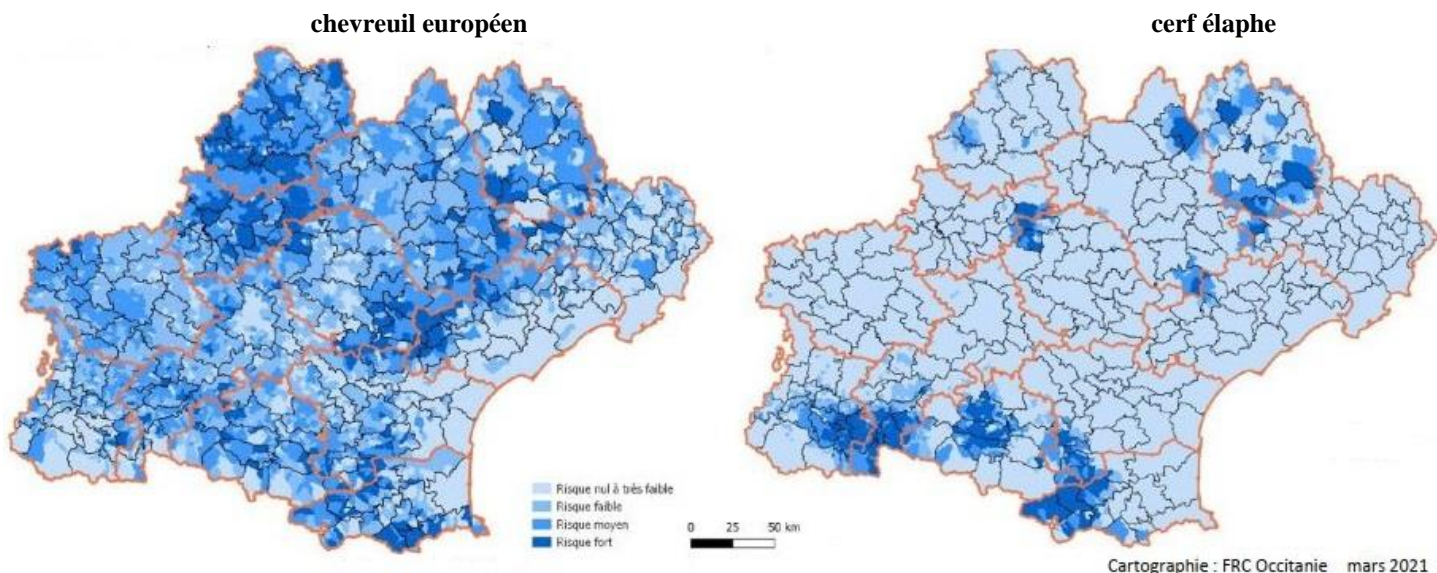 chevreuil européen
cerf élaphe
Risque nul à très faible
Risque faible
Risque moyen
Risque fort
0 25 50 km
Cartographie : FRC Occitanie mars 2021